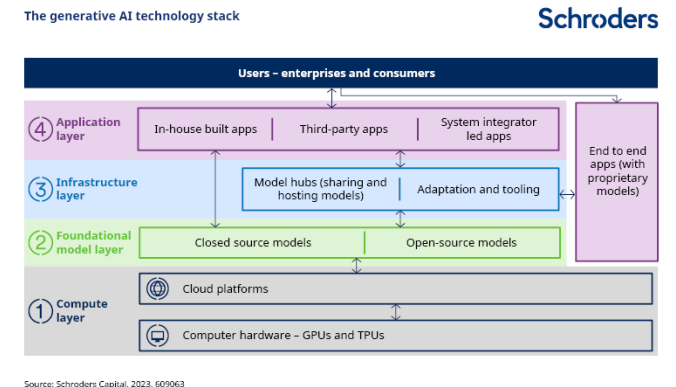 The generative AI technology stack
Schroders
Users – enterprises and consumers
4 Application
layer
In-house built apps
Third-party apps
System integrator
led apps
End to end
apps (with
proprietary
models)
3 Infrastructure
layer
Model hubs (sharing and
hosting models)
Adaptation and tooling
2 Foundational
model layer
Closed source models
Open-source models
1 Compute
layer
Cloud platforms
Computer hardware – GPUs and TPUs
Source: Schroders Capital, 2023. 609063